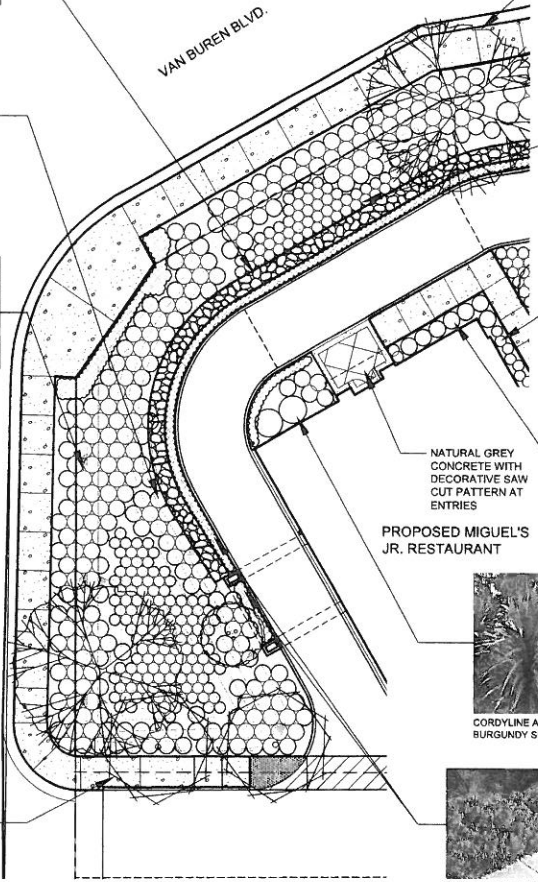 VAN BUREN BLVD.
NATURAL GREY
CONCRETE WITH
DECORATIVE SAW
CUT PATTERN AT
ENTRIES
PROPOSED MIGUEL'S
JR. RESTAURANT
CORDYLINE A
BURGUNDY S